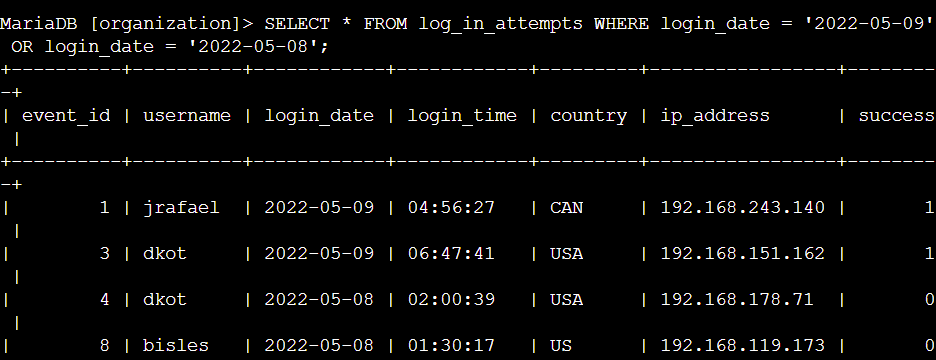 MariaDB [organization]> SELECT * FROM log_in_attempts WHERE login_date = '2022-05-09'
 OR login_date = '2022-05-08';
+----------+----------+------------+------------+---------+-----------------+--------
-+
| event_id | username | login_date | login_time | country | ip_address      | success
 |
+----------+----------+------------+------------+---------+-----------------+--------
-+
|        1 | jrafael  | 2022-05-09 | 04:56:27   | CAN     | 192.168.243.140 |       1
 |
|        3 | dkot     | 2022-05-09 | 06:47:41   | USA     | 192.168.151.162 |       1
 |
|        4 | dkot     | 2022-05-08 | 02:00:39   | USA     | 192.168.178.71  |       0
 |
|        8 | bisles   | 2022-05-08 | 01:30:17   | US      | 192.168.119.173 |       0